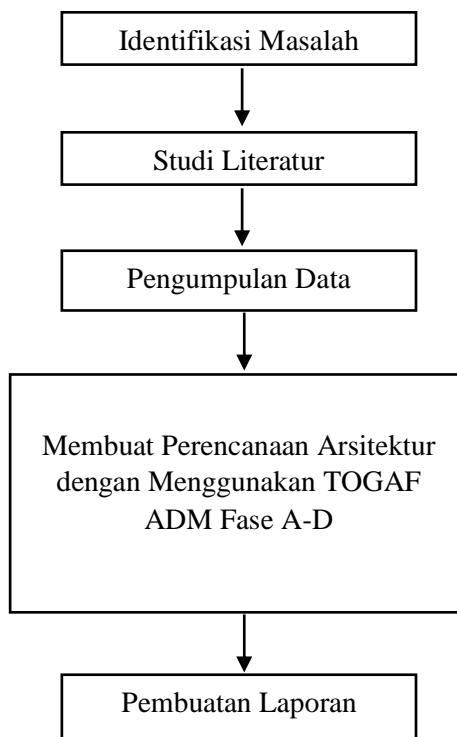 Identifikasi Masalah
Studi Literatur
Pengumpulan Data
Membuat Perencanaan Arsitektur
dengan Menggunakan TOGAF
ADM Fase A-D
Pembuatan Laporan